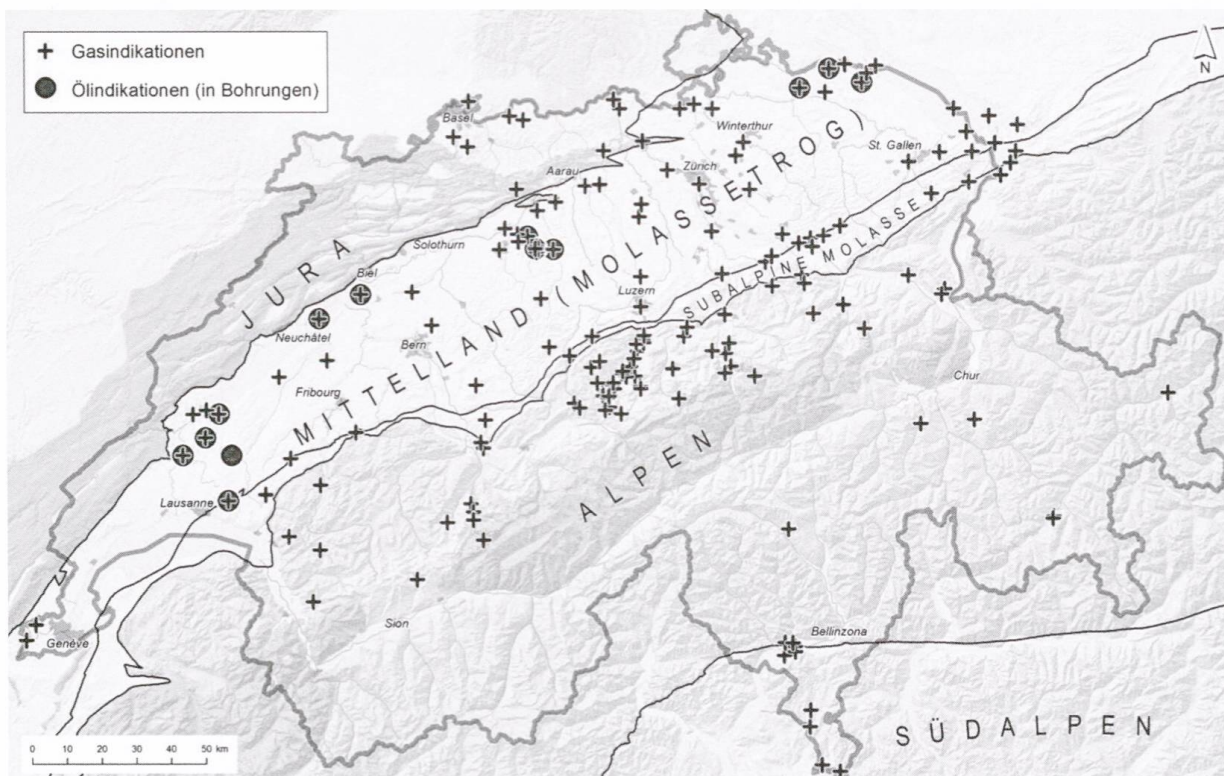 Gasindikationen
Ölindikationen (in Bohrungen)
N
Basel
Winterthur
St. Gallen
Aarau
Zürich
Solothurn
JURA
Biel
MITTELLAND (MOLASSETROG)
SUBALPINE MOLASSE
Luzern
Neuchâtel
Bern
Fribourg
Chur
ALPEN
Lausanne
Sion
Bellinzona
Genève
SÜDALPEN
0 10 20 30 40 50 km